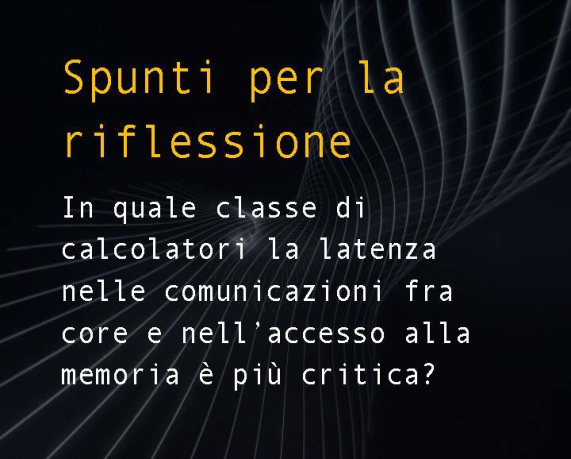 Spunti per la
riflessione
In quale classe di
calcolatori la latenza
nelle comunicazioni fra
core e nell'accesso alla
memoria è più critica?